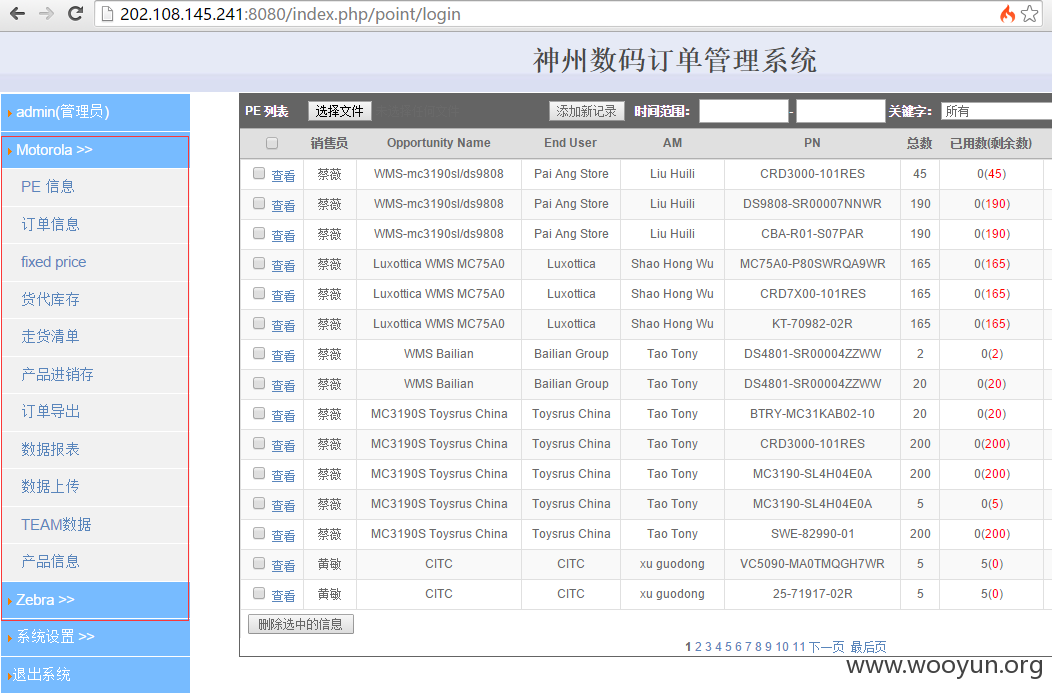 202.108.145.241:8080/index.php/point/login
神州数码订单管理系统
admin(管理员)
Motorola >>
PE 信息
订单信息
fixed price
货代库存
走货清单
产品进销存
订单导出
数据报表
数据上传
TEAM数据
产品信息
Zebra >>
系统设置 >>
退出系统
PE 列表 选择文件 未选择任何文件 添加新记录 时间范围: - 关键字: 所有
销售员 Opportunity Name End User AM PN 总数 已用数(剩余数)
查看 蔡薇 WMS-mc3190sl/ds9808 Pai Ang Store Liu Huili CRD3000-101RES 45 0(45)
查看 蔡薇 WMS-mc3190sl/ds9808 Pai Ang Store Liu Huili DS9808-SR00007NNWR 190 0(190)
查看 蔡薇 WMS-mc3190sl/ds9808 Pai Ang Store Liu Huili CBA-R01-S07PAR 190 0(190)
查看 蔡薇 Luxottica WMS MC75A0 Luxottica Shao Hong Wu MC75A0-P80SWRQA9WR 165 0(165)
查看 蔡薇 Luxottica WMS MC75A0 Luxottica Shao Hong Wu CRD7X00-101RES 165 0(165)
查看 蔡薇 Luxottica WMS MC75A0 Luxottica Shao Hong Wu KT-70982-02R 165 0(165)
查看 蔡薇 WMS Bailian Bailian Group Tao Tony DS4801-SR00004ZZWW 2 0(2)
查看 蔡薇 WMS Bailian Bailian Group Tao Tony DS4801-SR00004ZZWW 20 0(20)
查看 蔡薇 MC3190S Toysrus China Toysrus China Tao Tony BTRY-MC31KAB02-10 20 0(20)
查看 蔡薇 MC3190S Toysrus China Toysrus China Tao Tony CRD3000-101RES 200 0(200)
查看 蔡薇 MC3190S Toysrus China Toysrus China Tao Tony MC3190-SL4H04E0A 200 0(200)
查看 蔡薇 MC3190S Toysrus China Toysrus China Tao Tony MC3190-SL4H04E0A 5 0(5)
查看 蔡薇 MC3190S Toysrus China Toysrus China Tao Tony SWE-82990-01 200 0(200)
查看 黄敏 CITC CITC xu guodong VC5090-MA0TMQGH7WR 5 5(0)
查看 黄敏 CITC CITC xu guodong 25-71917-02R 5 5(0)
删除选中的信息
1 2 3 4 5 6 7 8 9 10 11 下一页 最后页
www.wooyun.org